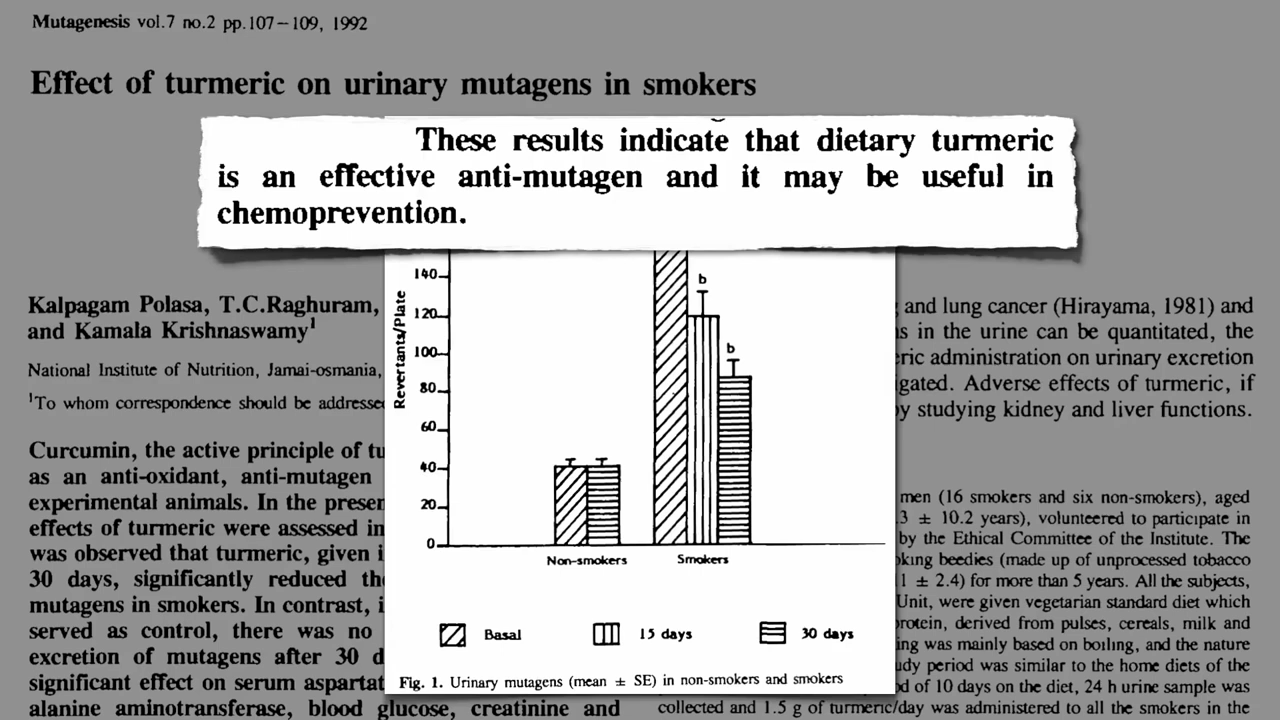 Mutagenesis vol.7 no.2 pp.107–109, 1992
Effect of turmeric on urinary mutagens in smokers
These results indicate that dietary turmeric
is an effective anti-mutagen and it may be useful in
chemoprevention.
Kalpagam Polasa, T.C.Raghuram,
and Kamala Krishnaswamy1
National Institute of Nutrition, Jamai-osmania,
1To whom correspondence should be addressed
Curcumin, the active principle of
as an anti-oxidant, anti-mutagen
experimental animals. In the
effects of turmeric were assessed in
was observed that turmeric, given
30 days, significantly reduced
mutagens in smokers. In contrast,
served as control, there was no
excretion of mutagens after 30
significant effect on serum
alanine aminotransferase, blood glucose, creatinine and
140
120
100
80
60
40
20
0
Revertants/Plate
b
b
Non-smokers Smokers
Basal 15 days 30 days
Fig. 1. Urinary mutagens (mean ± SE) in non-smokers and smokers
and lung cancer (Hirayama, 1981) and
in the urine can be quantitated, the
administration on urinary excretion
Adverse effects of turmeric, if
studying kidney and liver functions.
men (16 smokers and six non-smokers), aged
± 10.2 years), volunteered to participate in
by the Ethical Committee of the Institute. The
beedies (made up of unprocessed tobacco
1 ± 2.4) for more than 5 years. All the subjects,
Unit, were given vegetarian standard diet which
derived from pulses, cereals, milk and
was mainly based on boiling, and the nature
period was similar to the home diets of the
of 10 days on the diet, 24 h urine sample was
collected and 1.5 g of turmeric/day was administered to all the smokers in the